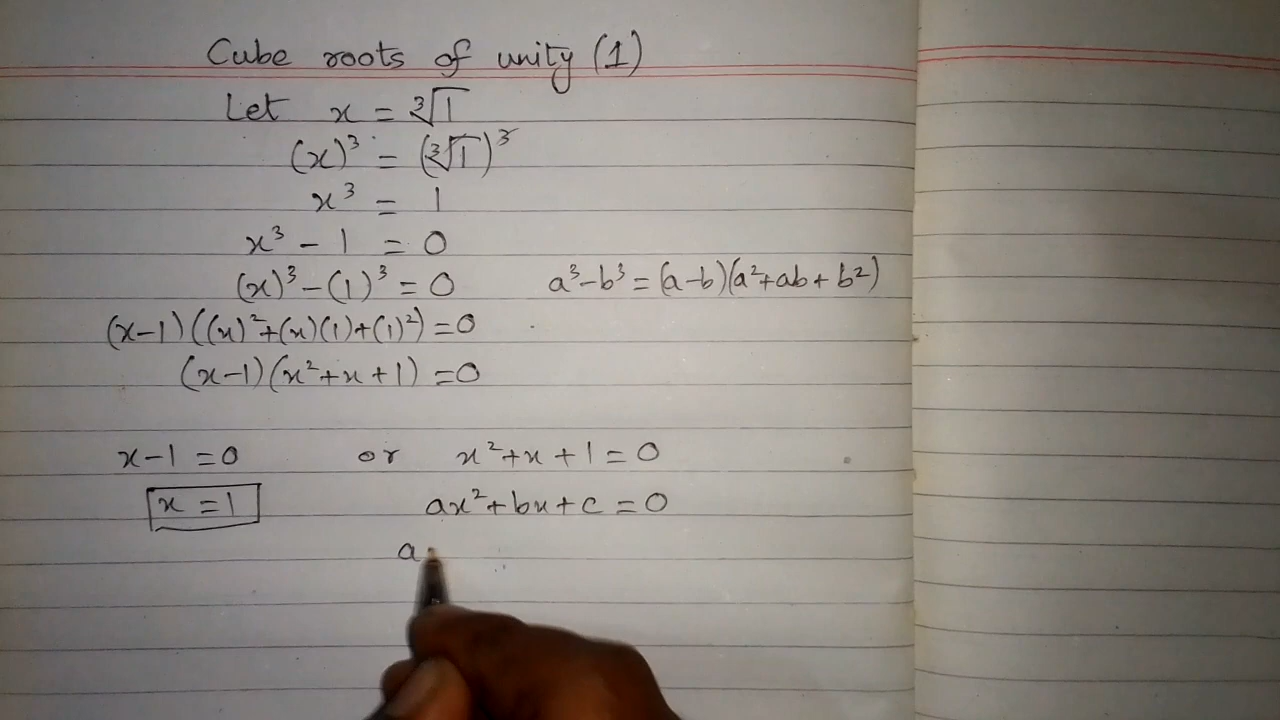 Cube roots of unity (1)
Let x = ∛1
(x)³ = (∛1)³
x³ = 1
x³ - 1 = 0
(x)³-(1)³ = 0 a³-b³ = (a-b)(a²+ab+b²)
(x-1)((x)²+(x)(1)+(1)²) = 0
(x-1)(x²+x+1) = 0
x-1 = 0 or x²+x+1 = 0
x = 1 ax²+bx+c = 0
a